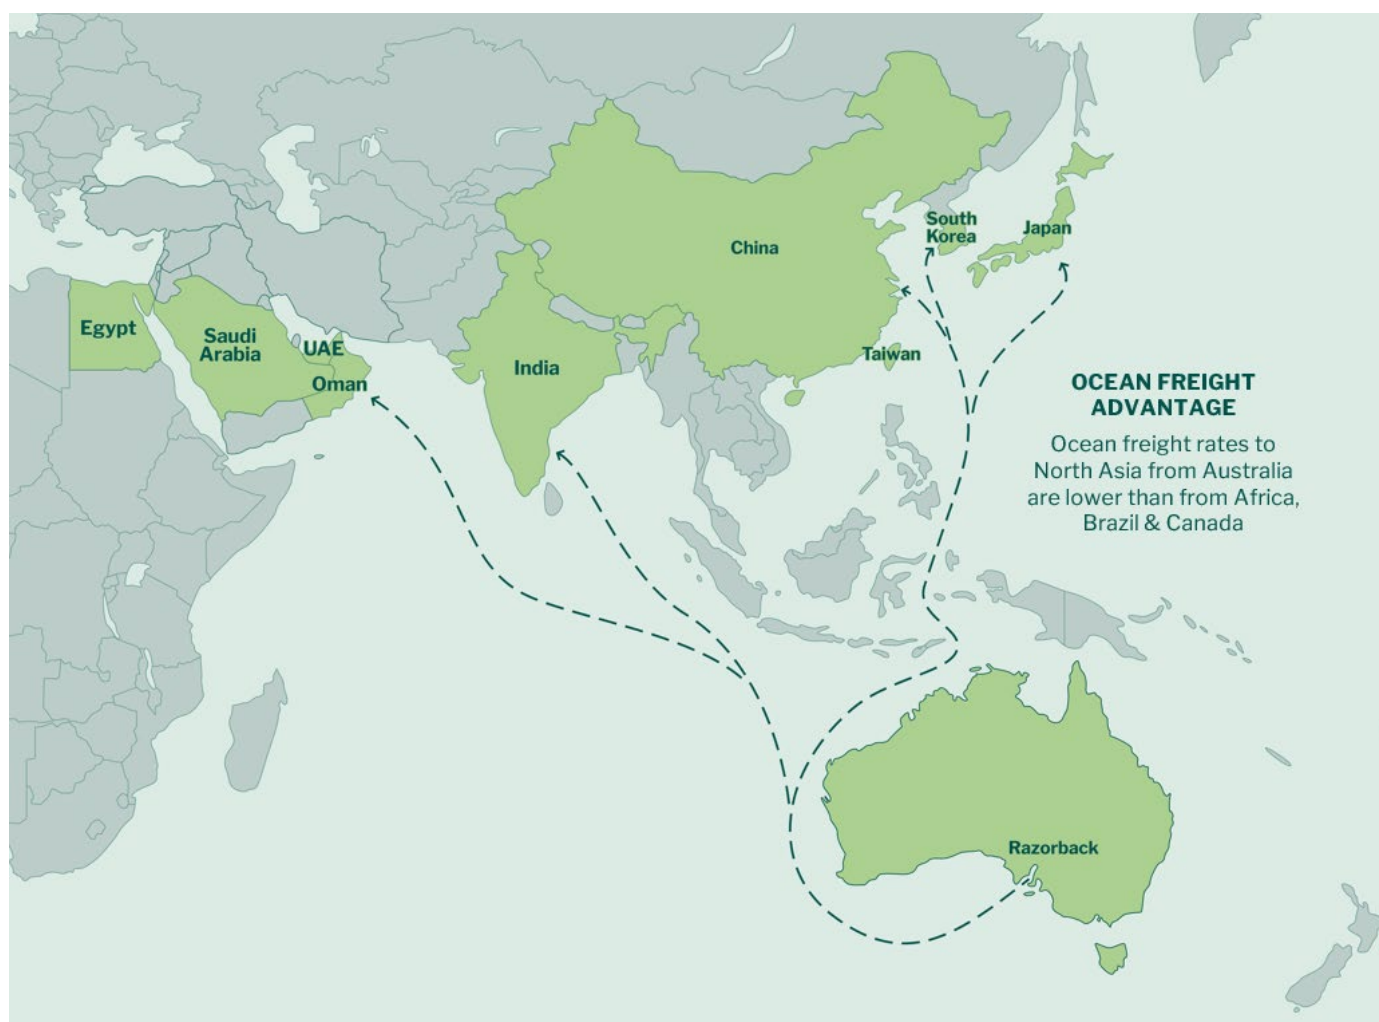 South
Korea
Japan
China
Egypt
Saudi
Arabia
UAE
Taiwan
India
Oman
OCEAN FREIGHT
ADVANTAGE
Ocean freight rates to
North Asia from Australia
are lower than from Africa,
Brazil & Canada
Razorback